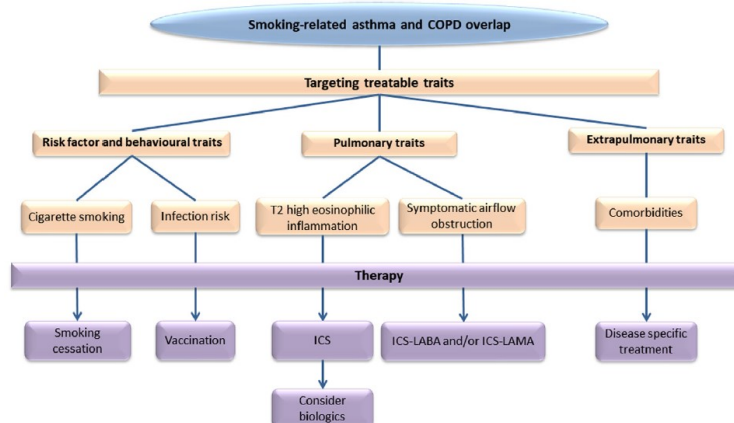 Smoking-related asthma and COPD overlap
Targeting treatable traits
Risk factor and behavioural traits
Pulmonary traits
Extrapulmonary traits
Cigarette smoking
Infection risk
T2 high eosinophilic
inflammation
Symptomatic airflow
obstruction
Comorbidities
Therapy
Smoking
cessation
Vaccination
ICS
ICS-LABA and/or ICS-LAMA
Disease specific
treatment
Consider
biologics